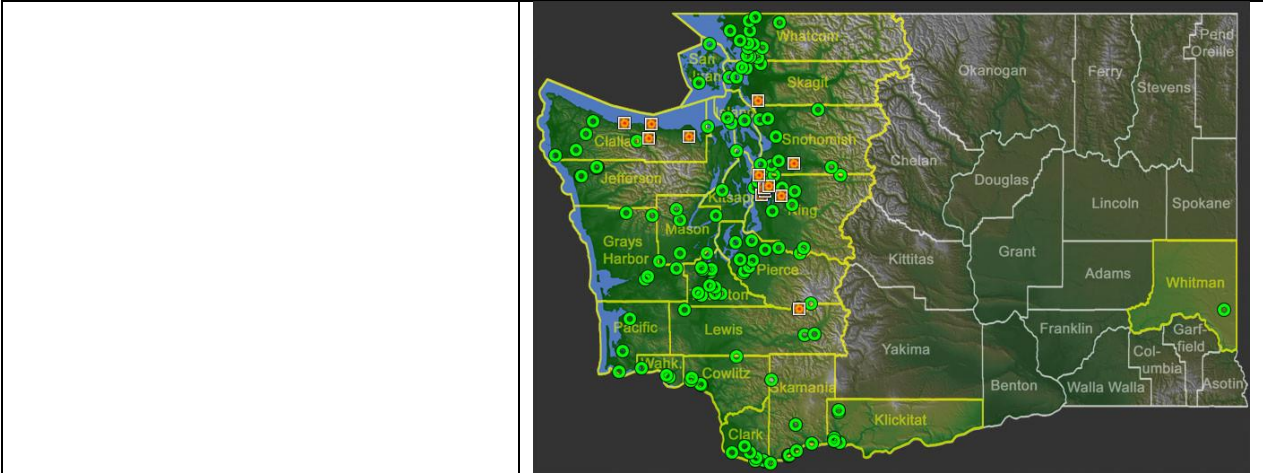 Whatcom
Pend
Oreille
San
Juan
Okanogan
Ferry
Stevens
Skagit
Island
Clallam
Snohomish
Chelan
Douglas
Jefferson
Kitsap
King
Lincoln
Spokane
Mason
Grays
Harbor
Grant
Kittitas
Pierce
Adams
Whitman
Pacific
Lewis
Franklin
Garf-
field
Yakima
Col-
umbia
Wahk.
Cowlitz
Skamania
Benton
Walla Walla
Asotin
Klickitat
Clark